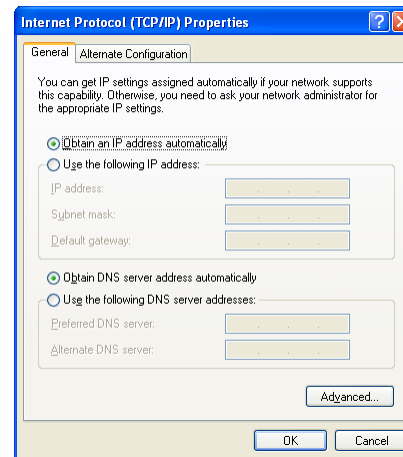 Internet Protocol (TCP/IP) Properties
General
Alternate Configuration
You can get IP settings assigned automatically if your network supports
this capability. Otherwise, you need to ask your network administrator for
the appropriate IP settings.
Obtain an IP address automatically
Use the following IP address:
IP address:
Subnet mask:
Default gateway:
Obtain DNS server address automatically
Use the following DNS server addresses:
Preferred DNS server:
Alternate DNS server:
Advanced...
OK
Cancel